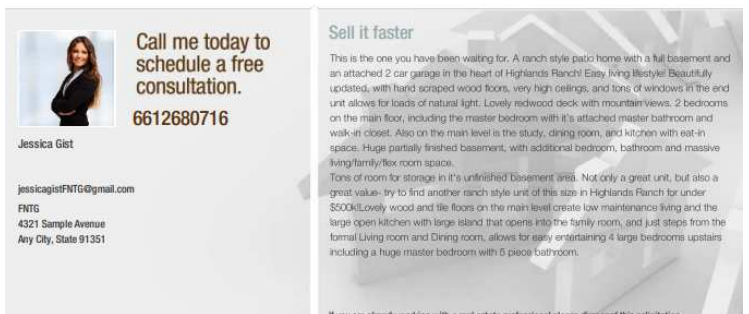 Call me today to
schedule a free
consultation.
6612680716
Jessica Gist
jessicagistFNTG@gmail.com
FNTG
4321 Sample Avenue
Any City, State 91351
Sell it faster
This is the one you have been waiting for. A ranch style patio home with a full basement and
an attached 2 car garage in the heart of Highlands Ranch! Easy living lifestyle! Beautifully
updated, with hand scraped wood floors, very high ceilings, and tons of windows in the end
unit allows for loads of natural light. Lovely redwood deck with mountain views. 2 bedrooms
on the main floor, including the master bedroom with it's attached master bathroom and
walk-in closet. Also on the main level is the study, dining room, and kitchen with eat-in
space. Huge partially finished basement, with additional bedroom, bathroom and massive
living/family/flex room space.
Tons of room for storage in it's unfinished basement area. Not only a great unit, but also a
great value- try to find another ranch style unit of this size in Highlands Ranch for under
$500k!Lovely wood and tile floors on the main level create low maintenance living and the
large open kitchen with large island that opens into the family room, and just steps from the
formal Living room and Dining room, allows for easy entertaining 4 large bedrooms upstairs
including a huge master bedroom with 5 piece bathroom.